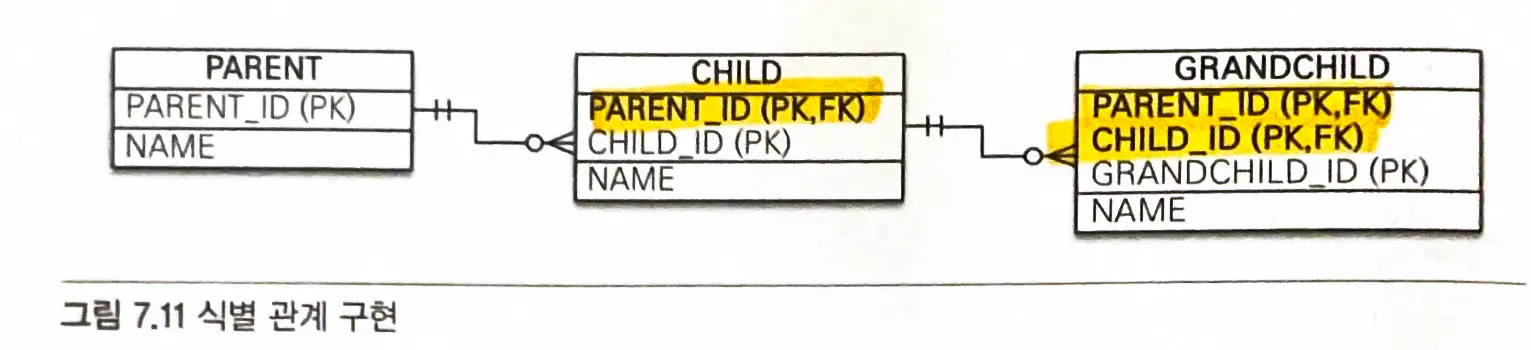 PARENT
PARENT_ID (PK)
NAME
CHILD
PARENT_ID (PK,FK)
CHILD_ID (PK)
NAME
GRANDCHILD
PARENT_ID (PK,FK)
CHILD_ID (PK,FK)
GRANDCHILD_ID (PK)
NAME
그림 7.11 식별 관계 구현